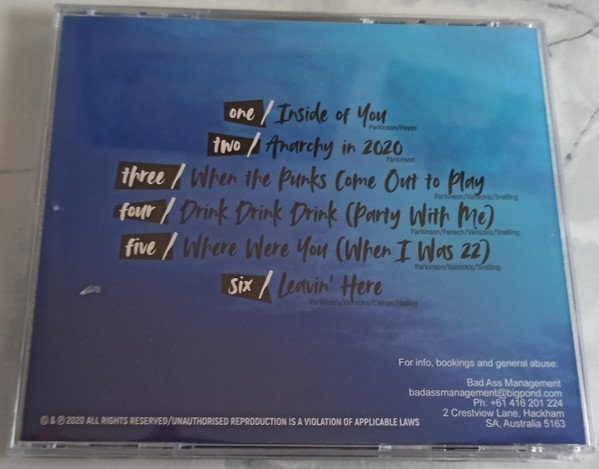 one / Inside of You
Parkinson/Hayes
two / Anarchy in 2020
Parkinson
three / When the Punks Come Out to Play
Parkinson/Vainickis/Snelling
four / Drink Drink Drink (Party With Me)
Parkinson/Fenech/Vainickis/Snelling
five / Where Were You (When I Was 22)
Parkinson/Vainickis/Snelling
six / Leavin' Here
Parkinson/Vainickis/
For info, bookings and general abuse:
Bad Ass Management
badassmanagement@bigpond.com
Ph: +61 416 201 224
2 Crestview Lane, Hackham
SA, Australia 5163
© & ℗ 2020 ALL RIGHTS RESERVED/UNAUTHORISED REPRODUCTION IS A VIOLATION OF APPLICABLE LAWS